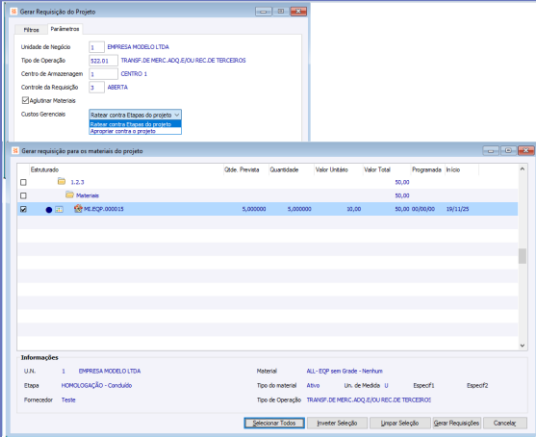 Gerar Requisição do Projeto
Filtros Parâmetros
Unidade de Negócio 1 EMPRESA MODELO LTDA
Tipo de Operação 522.01 TRANSF.DE MERC.ADQ.E/OU REC.DE TERCEIROS
Centro de Armazenagem 1 CENTRO 1
Controle da Requisição 3 ABERTA
Aglutinar Materiais
Custos Gerenciais Ratear contra Etapas do projeto
Ratear contra Etapas do projeto
Apropriar contra o projeto
Gerar requisição para os materiais do projeto
Estruturado Qtde. Prevista Quantidade Valor Unitário Valor Total Programado Início
1.2.3 50,00
Materiais 50,00
MI.EQP.000015 5,000000 5,000000 10,00 50,00 00/00/00 19/11/25
Informações
U.N. 1 EMPRESA MODELO LTDA Material ALL-EQP sem Grade - Nenhum
Etapa HOMOLOGAÇÃO - Concluído Tipo do material Ativo Un. de Medida U Especif1 Especif2
Fornecedor Teste Tipo de Operação TRANSF.DE MERC.ADQ.E/OU REC.DE TERCEIROS
Selecionar Todos Inverter Seleção Limpar Seleção Gerar Requisições Cancelar